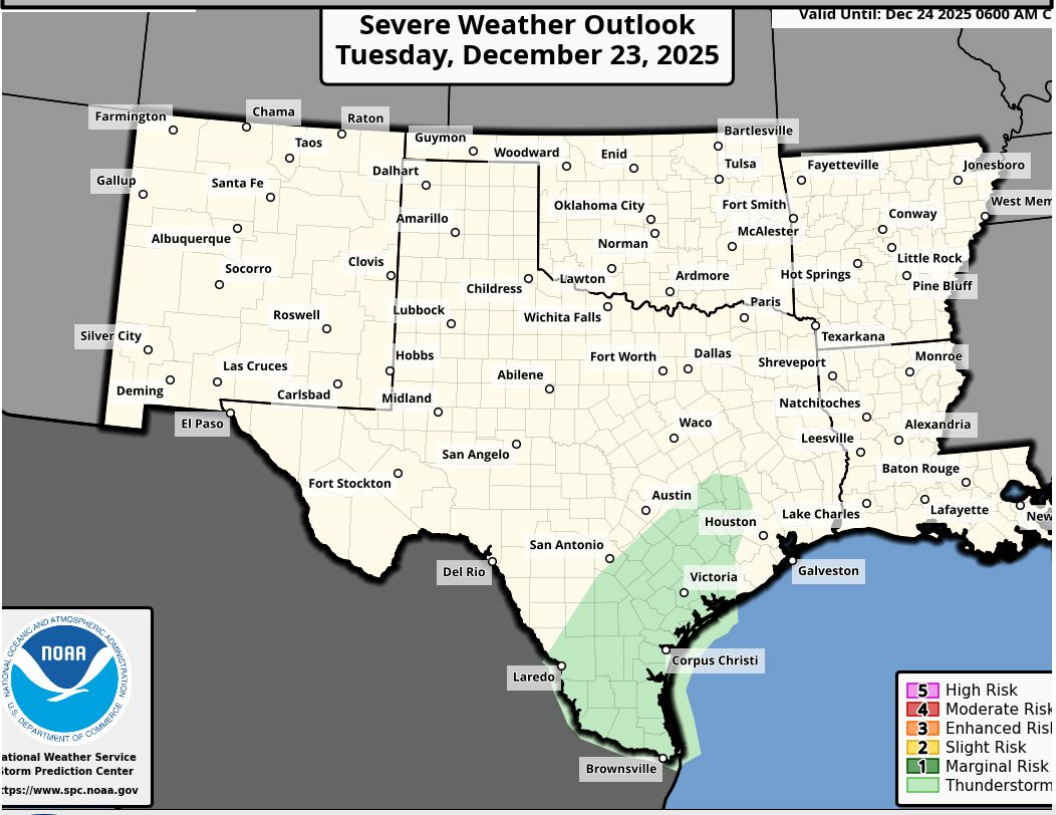 Valid Until: Dec 24 2025 0600 AM C
Severe Weather Outlook
Tuesday, December 23, 2025
Farmington
Chama
Raton
Taos
Guymon
Woodward
Enid
Bartlesville
Tulsa
Fayetteville
Jonesboro
Gallup
Santa Fe
Dalhart
Oklahoma City
Fort Smith
West Mem
Albuquerque
Amarillo
Norman
McAlester
Conway
Socorro
Clovis
Childress
Lawton
Ardmore
Hot Springs
Little Rock
Pine Bluff
Roswell
Lubbock
Wichita Falls
Paris
Texarkana
Silver City
Las Cruces
Hobbs
Fort Worth
Dallas
Shreveport
Monroe
Deming
Carlsbad
Midland
Abilene
Natchitoches
El Paso
San Angelo
Waco
Leesville
Alexandria
Fort Stockton
Baton Rouge
Austin
Houston
Lake Charles
Lafayette
New
San Antonio
Del Rio
Victoria
Galveston
Laredo
Corpus Christi
Brownsville
NATIONAL OCEANIC AND ATMOSPHERIC ADMINISTRATION
NOAA
U.S. DEPARTMENT OF COMMERCE
ational Weather Service
Storm Prediction Center
ttps://www.spc.noaa.gov
5 High Risk
4 Moderate Risk
3 Enhanced Risk
2 Slight Risk
1 Marginal Risk
Thunderstorm